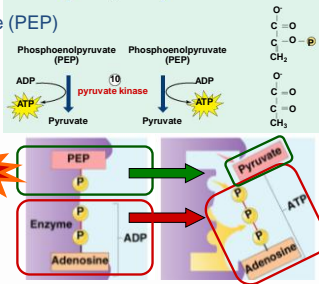 e (PEP)
Phosphoenolpyruvate
(PEP)
Phosphoenolpyruvate
(PEP)
ADP
10
ADP
pyruvate kinase
ATP
ATP
Pyruvate
Pyruvate
O⁻
C =O
C –O–P
CH₂
O⁻
C =O
C =O
CH₃
PEP
P
P
Enzyme
P
ADP
Adenosine
Pyruvate
P
P
P
ATP
Adenosine